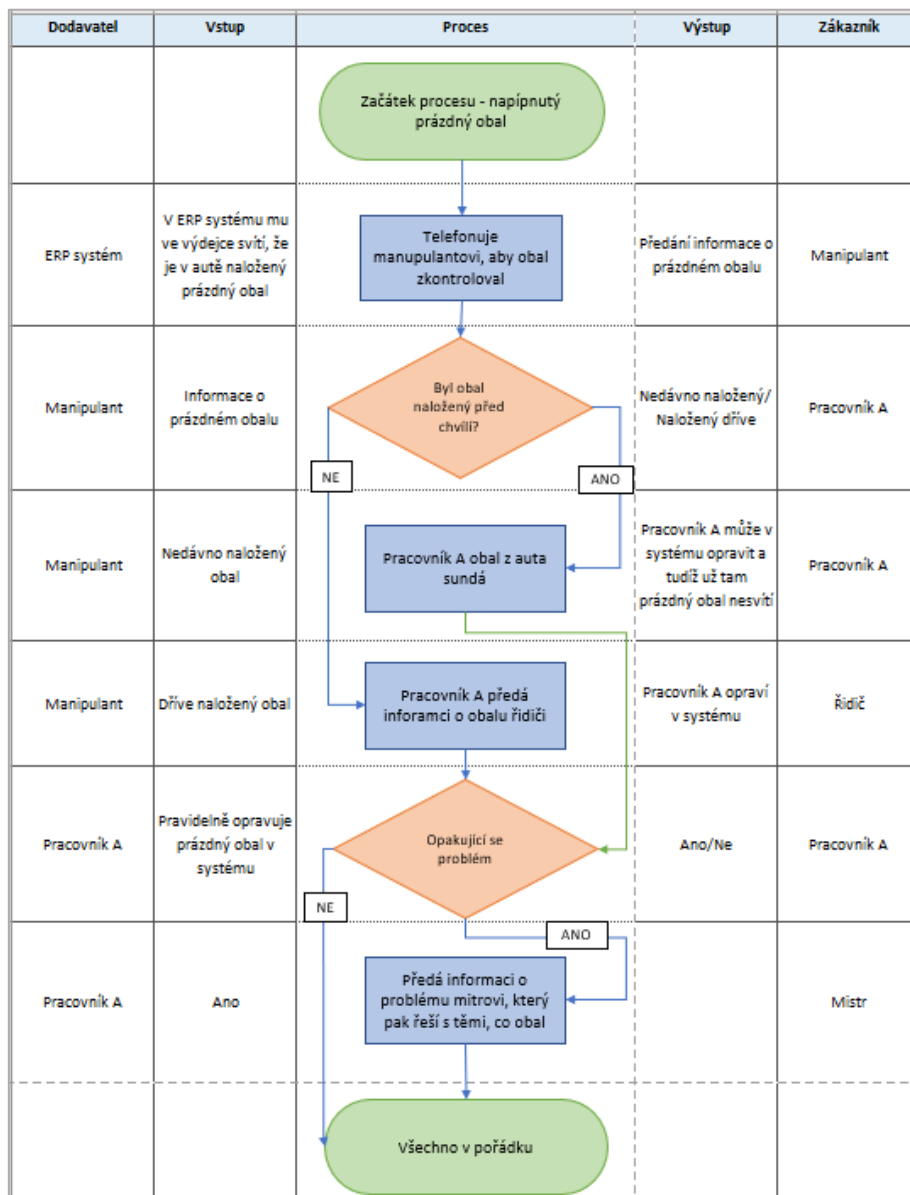 Dodavatel
Vstup
Proces
Výstup
Zákazník
Začátek procesu - napípnutý
prázdný obal
ERP systém
V ERP systému mu
ve výdejce svítí, že
je v autě naložený
prázdný obal
Telefonuje
manupulantovi, aby obal
zkontroloval
Předání informace o
prázdném obalu
Manipulant
Manipulant
Informace o
prázdném obalu
Byl obal
naložený před
chvílí?
Nedávno naložený/
Naložený dříve
Pracovník A
NE
ANO
Manipulant
Nedávno naložený
obal
Pracovník A obal z auta
sundá
Pracovník A může v
systému opravit a
tudíž už tam
prázdný obal nesvítí
Pracovník A
Manipulant
Dříve naložený obal
Pracovník A předá
inforamci o obalu řidiči
Pracovník A opraví
v systému
Řidič
Pracovník A
Pravidelně opravuje
prázdný obal v
systému
Opakující se
problém
Ano/Ne
Pracovník A
NE
ANO
Pracovník A
Ano
Předá informaci o
problému mitrovi, který
pak řeší s těmi, co obal
Mistr
Všechno v pořádku